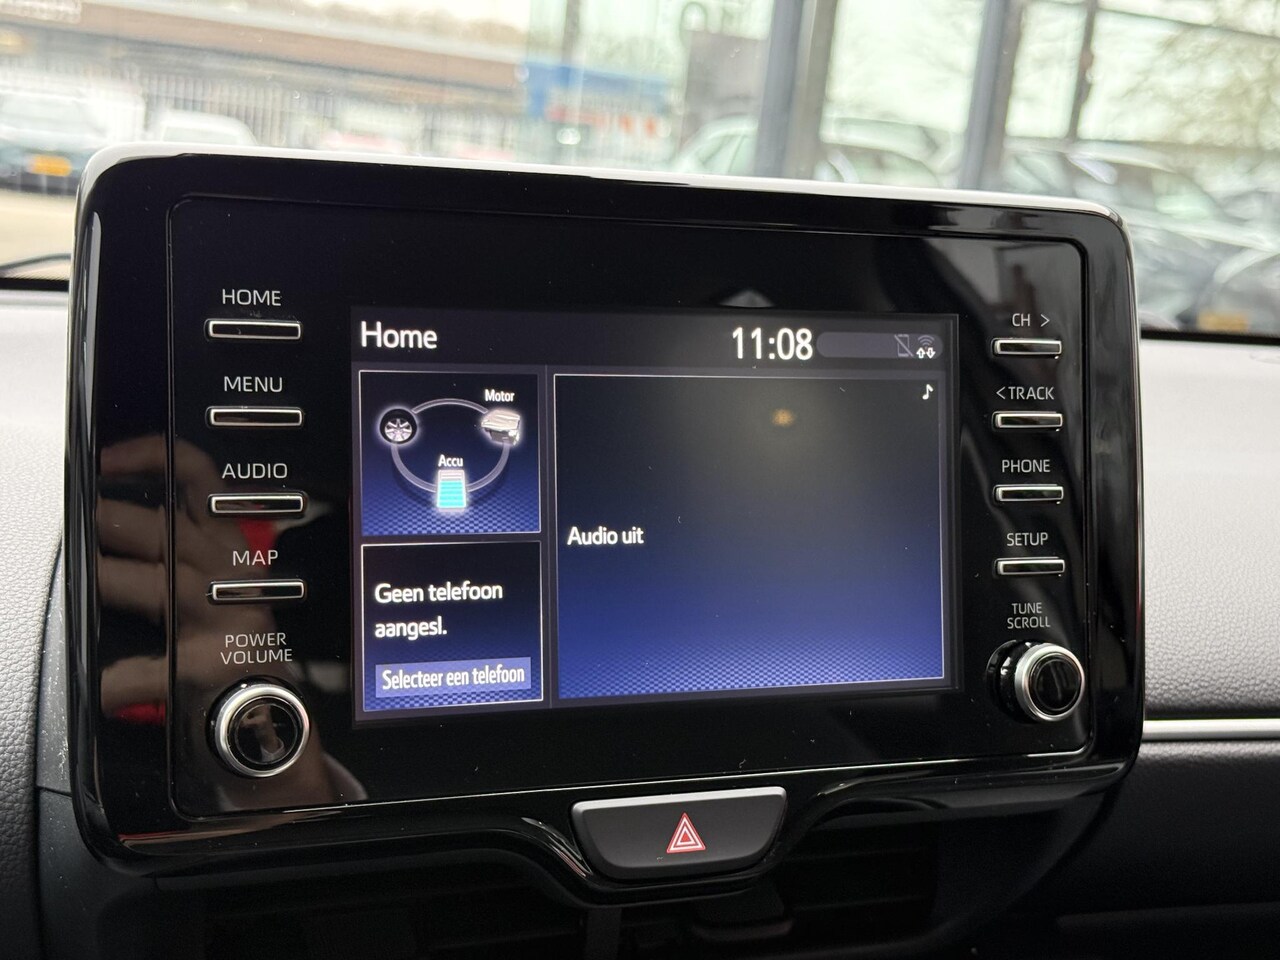 HOME
MENU
AUDIO
MAP
POWER
VOLUME
Home
11:08
Motor
Accu
Geen telefoon
aangesl.
Selecteer een telefoon
Audio uit
CH >
< TRACK
PHONE
SETUP
TUNE
SCROLL